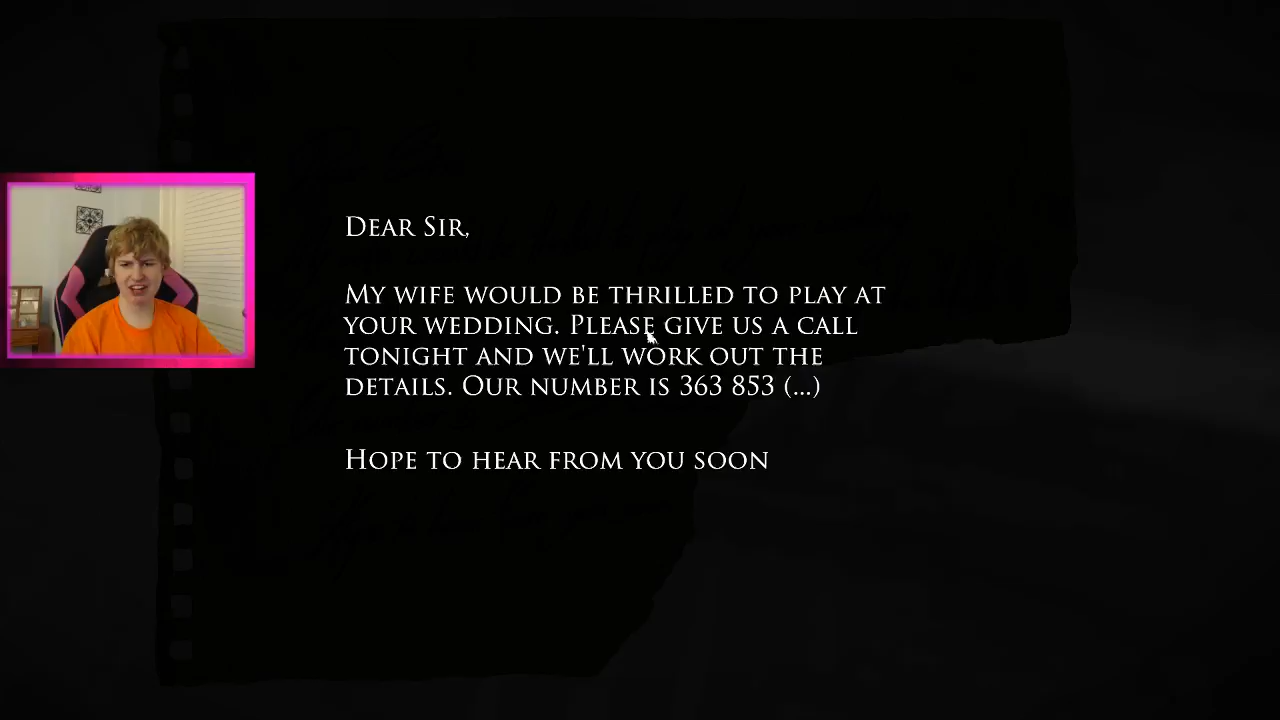 Dear Sir,
My wife would be thrilled to play at
your wedding. Please give us a call
tonight and we'll work out the
details. Our number is 363 853 (...)
Hope to hear from you soon